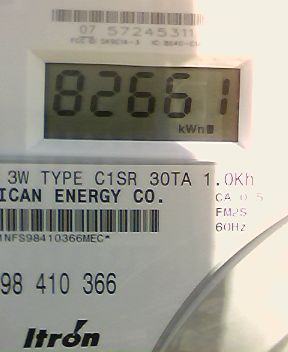 07 57245311
82661
kWh
3W TYPE C1SR 30TA 1.0Kh
ICAN ENERGY CO.
CA 0.5
FM2S
60Hz
1NFS98410366MEC*
98 410 366
Itron